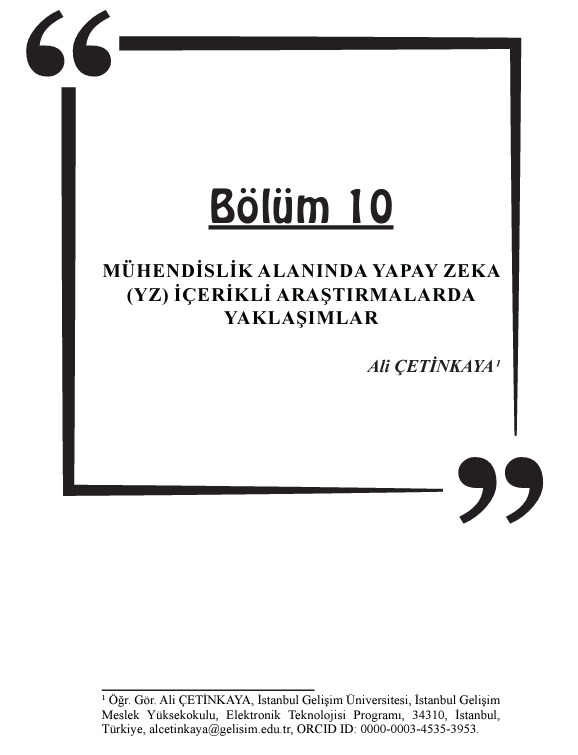 Bölüm 10
MÜHENDİSLİK ALANINDA YAPAY ZEKA
(YZ) İÇERİKLİ ARAŞTIRMALARDA
YAKLAŞIMLAR
Ali ÇETİNKAYA¹
¹ Öğr. Gör. Ali ÇETİNKAYA, İstanbul Gelişim Üniversitesi, İstanbul Gelişim
Meslek Yüksekokulu, Elektronik Teknolojisi Programı, 34310, İstanbul,
Türkiye, alcetinkaya@gelisim.edu.tr, ORCID ID: 0000-0003-4535-3953.